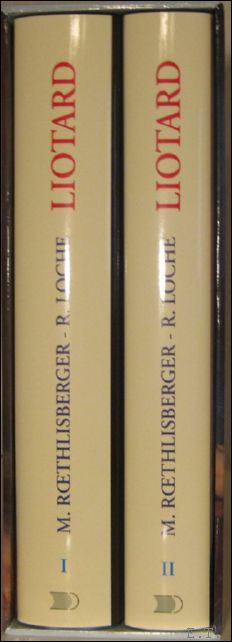 I M. RŒTHLISBERGER - R. LOCHE LIOTARD
II M. RŒTHLISBERGER - R. LOCHE LIOTARD
E.T.